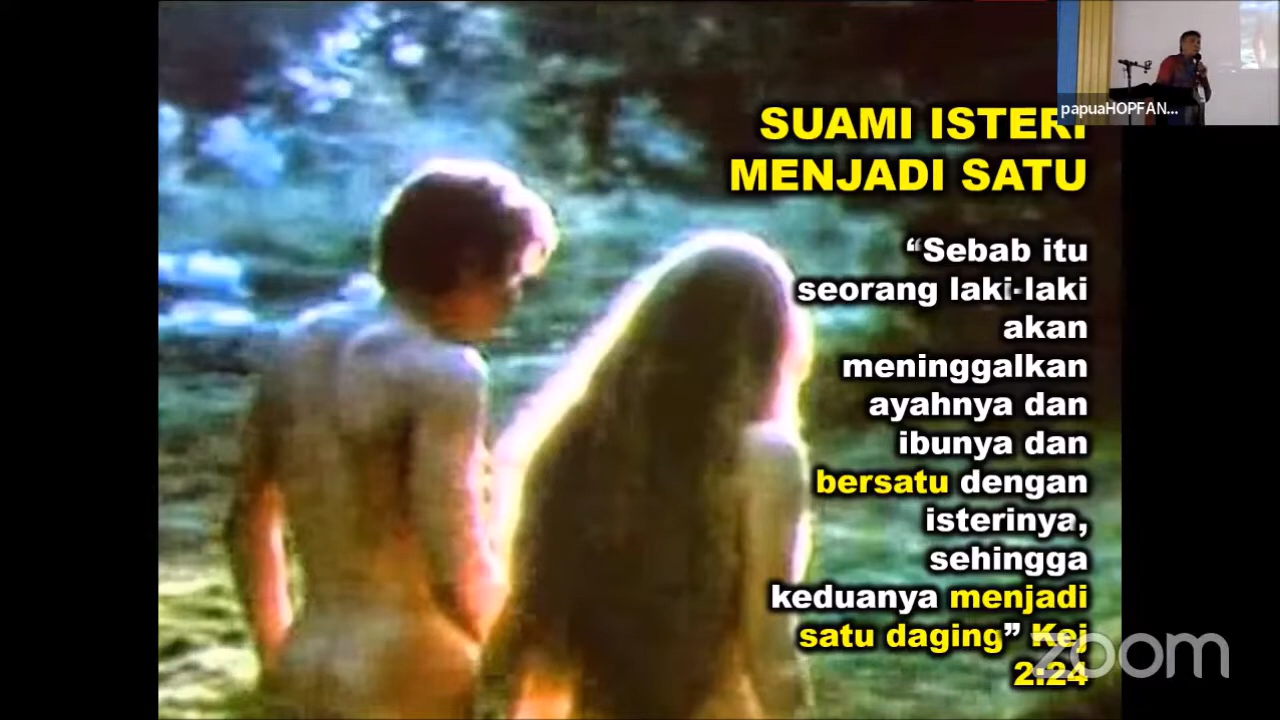 papuaHOPFAN...
SUAMI ISTERI
MENJADI SATU
“Sebab itu
seorang laki-laki
akan
meninggalkan
ayahnya dan
ibunya dan
bersatu dengan
isterinya,
sehingga
keduanya menjadi
satu daging” Kej
2:24
zoom